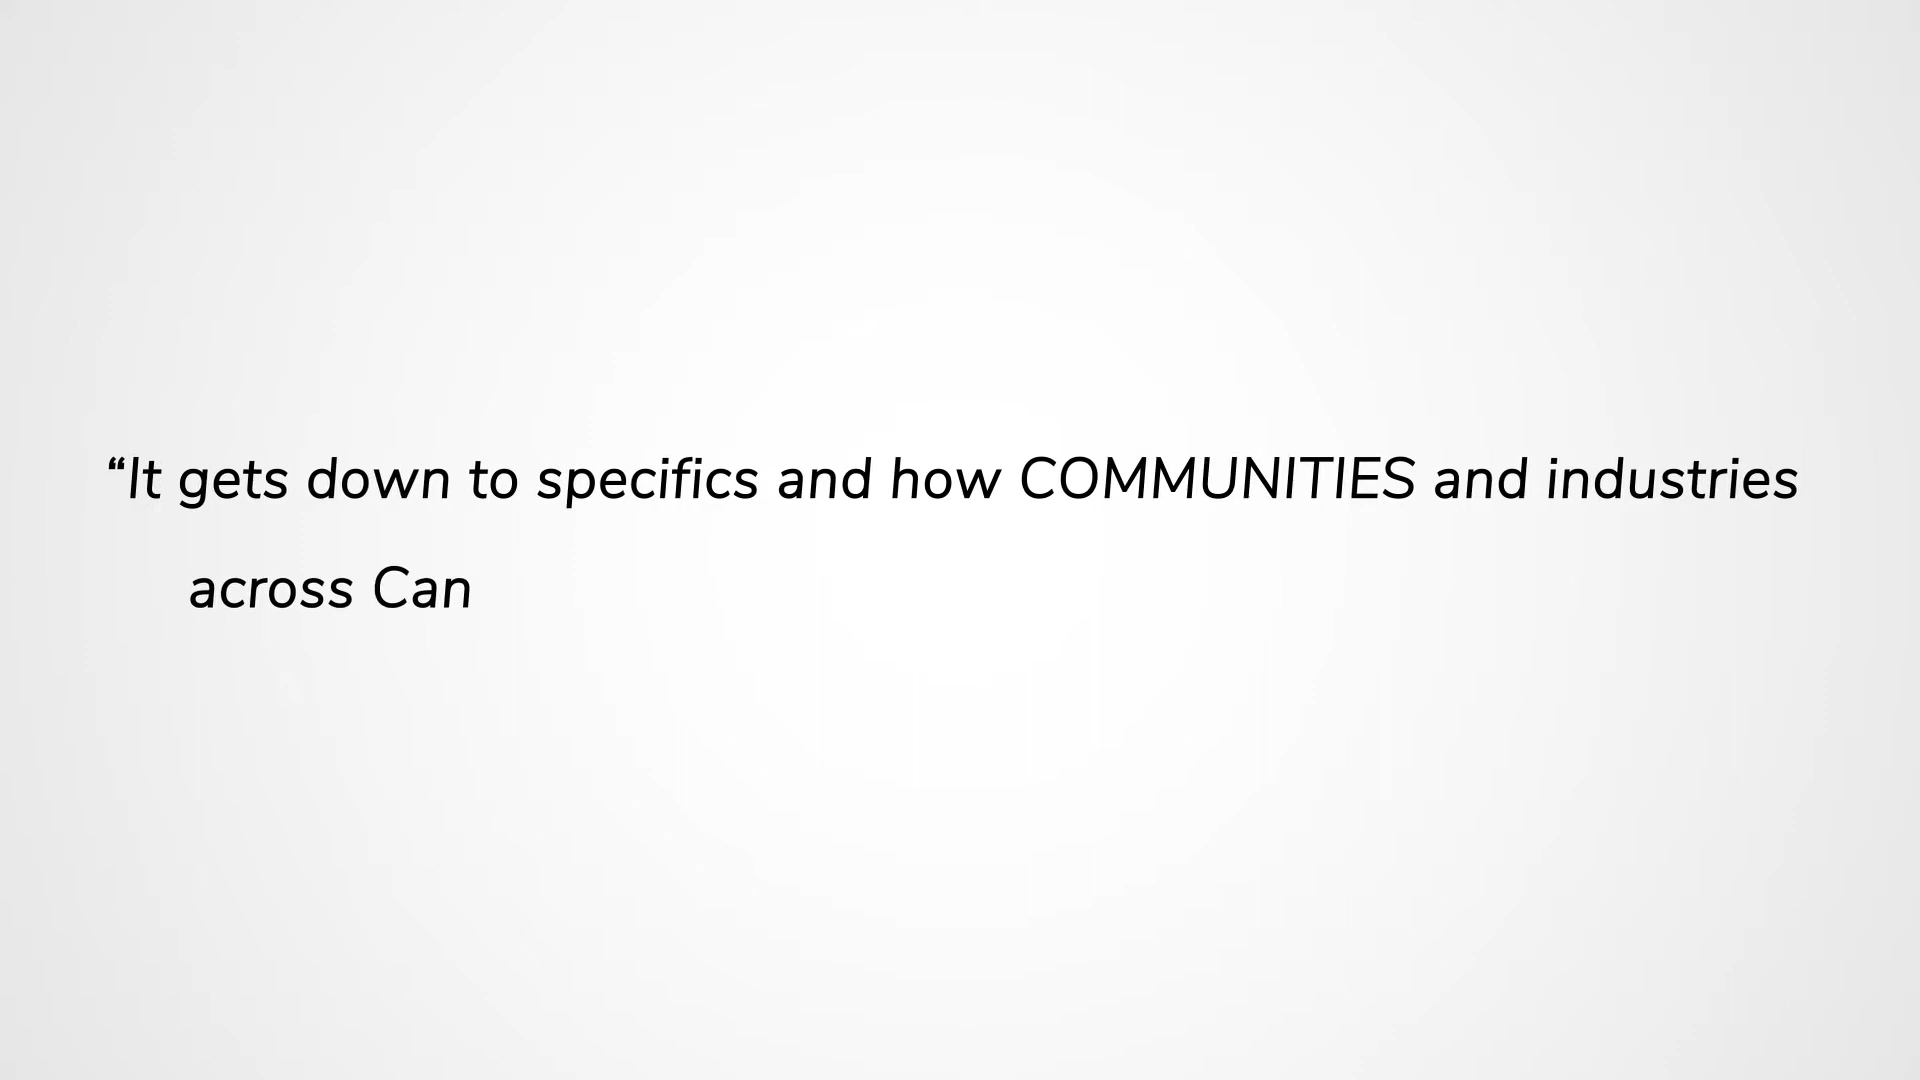 “It gets down to specifics and how COMMUNITIES and industries
across Can